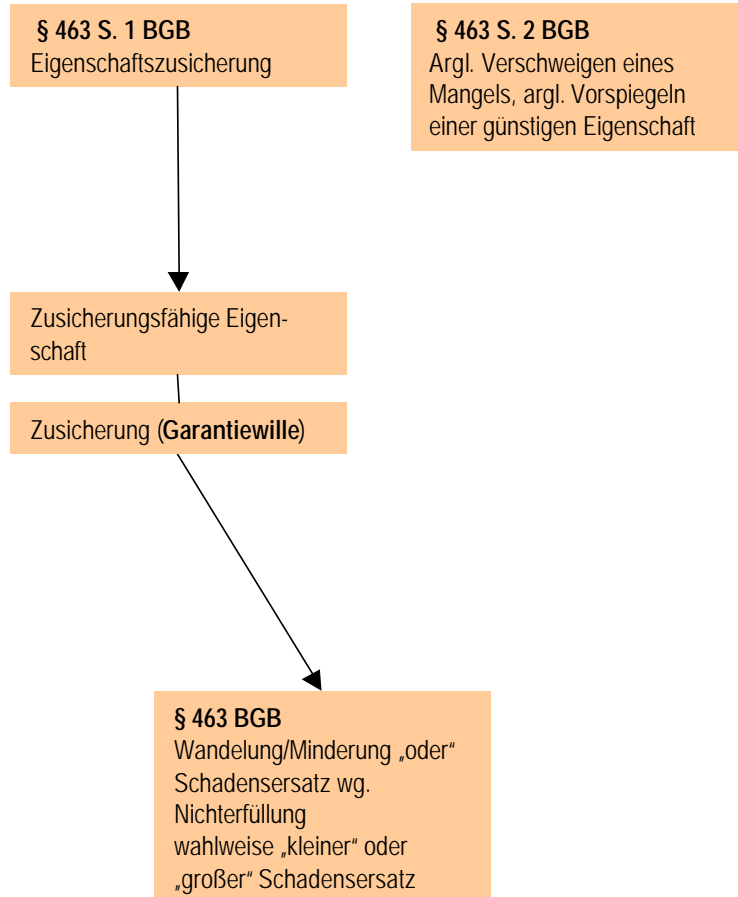 § 463 S. 1 BGB
Eigenschaftszusicherung
§ 463 S. 2 BGB
Argl. Verschweigen eines
Mangels, argl. Vorspiegeln
einer günstigen Eigenschaft
Zusicherungsfähige Eigen-
schaft
Zusicherung (Garantiewille)
§ 463 BGB
Wandelung/Minderung „oder“
Schadensersatz wg.
Nichterfüllung
wahlweise „kleiner“ oder
„großer“ Schadensersatz